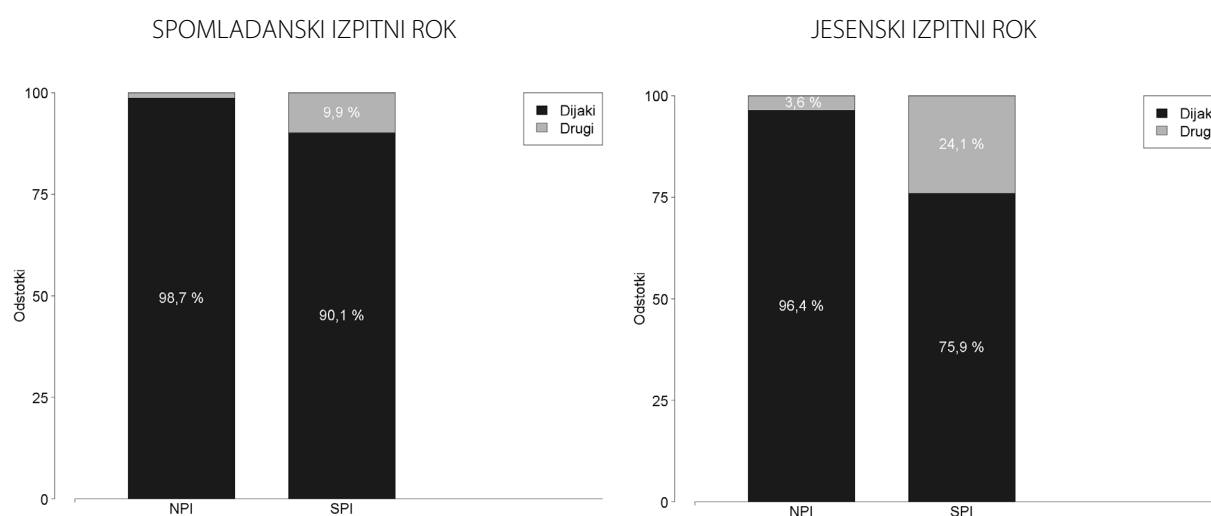 SPOMLADANSKI IZPITNI ROK
100
75
50
25
0
Odstotki
9,9 %
98,7 %
90,1 %
NPI
SPI
Dijaki
Drugi
JESENSKI IZPITNI ROK
100
75
50
25
0
Odstotki
3,6 %
24,1 %
96,4 %
75,9 %
NPI
SPI
Dijak
Drug